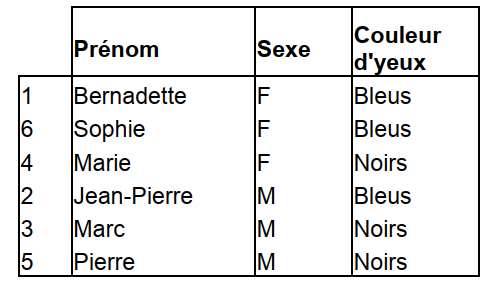 Prénom Sexe Couleur d'yeux
1 Bernadette F Bleus
6 Sophie F Bleus
4 Marie F Noirs
2 Jean-Pierre M Bleus
3 Marc M Noirs
5 Pierre M Noirs